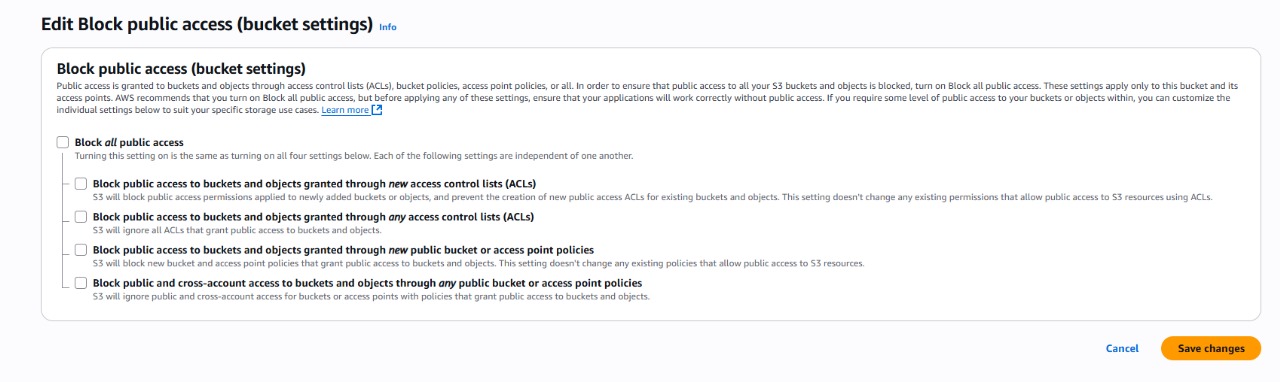 Edit Block public access (bucket settings) Info
Block public access (bucket settings)
Public access is granted to buckets and objects through access control lists (ACLs), bucket policies, access point policies, or all. In order to ensure that public access to all your S3 buckets and objects is blocked, turn on Block all public access. These settings apply only to this bucket and its
access points. AWS recommends that you turn on Block all public access, but before applying any of these settings, ensure that your applications will work correctly without public access. If you require some level of public access to your buckets or objects within, you can customize the
individual settings below to suit your specific storage use cases. Learn more
Block all public access
Turning this setting on is the same as turning on all four settings below. Each of the following settings are independent of one another.
Block public access to buckets and objects granted through new access control lists (ACLs)
S3 will block public access permissions applied to newly added buckets or objects, and prevent the creation of new public access ACLs for existing buckets and objects. This setting doesn't change any existing permissions that allow public access to S3 resources using ACLs.
Block public access to buckets and objects granted through any access control lists (ACLs)
S3 will ignore all ACLs that grant public access to buckets and objects.
Block public access to buckets and objects granted through new public bucket or access point policies
S3 will block new bucket and access point policies that grant public access to buckets and objects. This setting doesn't change any existing policies that allow public access to S3 resources.
Block public and cross-account access to buckets and objects through any public bucket or access point policies
S3 will ignore public and cross-account access for buckets or access points with policies that grant public access to buckets and objects.
Cancel Save changes